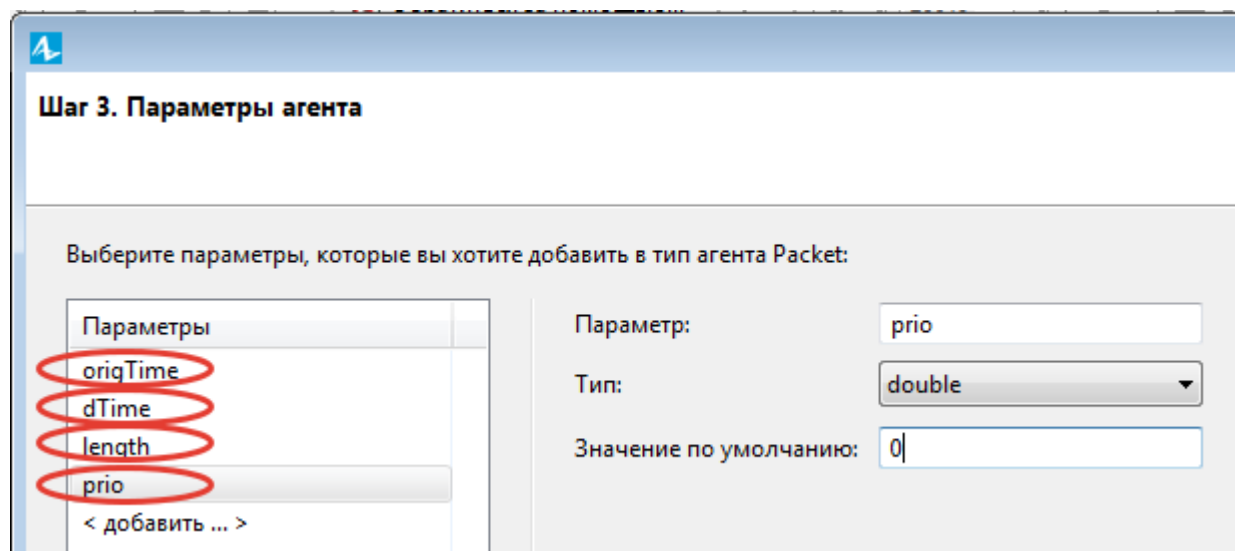 Шаг 3. Параметры агента
Выберите параметры, которые вы хотите добавить в тип агента Packet:
Параметры
origTime
dTime
length
prio
< добавить ... >
Параметр: prio
Тип: double
Значение по умолчанию: 0